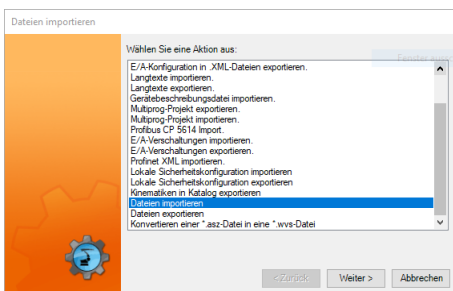 Dateien importieren
Wählen Sie eine Aktion aus:
E/A-Konfiguration in .XML-Dateien exportieren.
Langtexte importieren.
Langtexte exportieren.
Gerätebeschreibungsdatei importieren.
Multiprog-Projekt exportieren.
Multiprog-Projekt importieren.
Profibus CP 5614 Import.
E/A-Verschaltungen importieren.
E/A-Verschaltungen exportieren.
Profinet XML importieren.
Lokale Sicherheitskonfiguration importieren
Lokale Sicherheitskonfiguration exportieren
Kinematiken in Katalog exportieren
Dateien importieren
Dateien exportieren
Konvertieren einer *.asz-Datei in eine *.wvs-Datei
< Zurück Weiter > Abbrechen